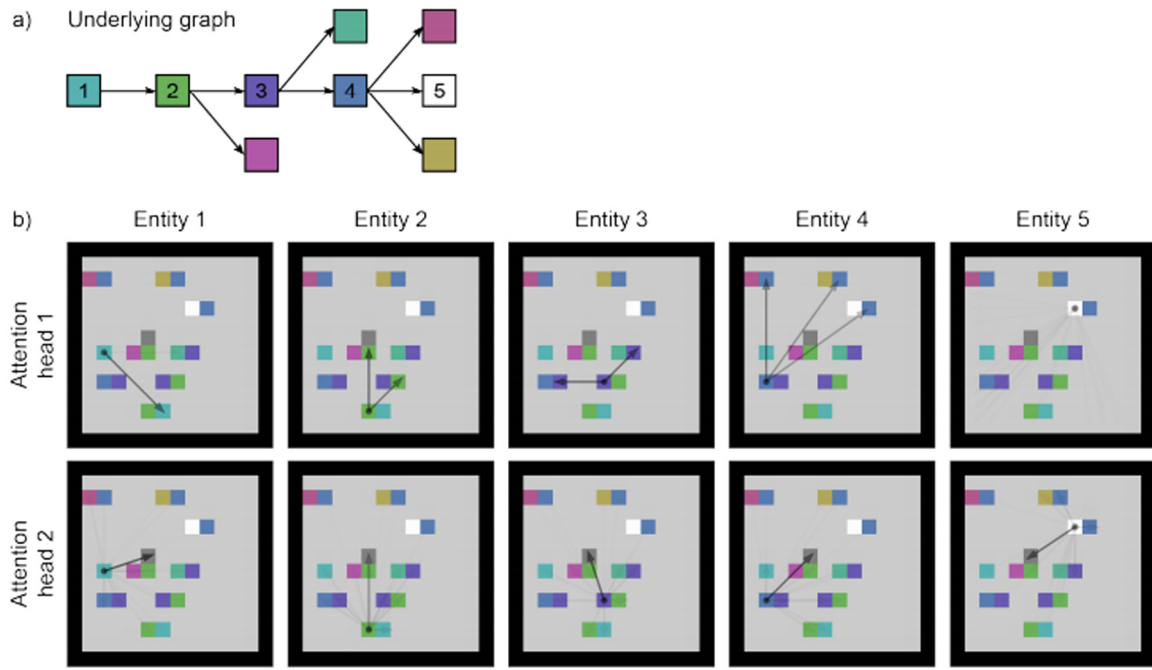 a) Underlying graph
1 2 3 4 5
b) Entity 1 Entity 2 Entity 3 Entity 4 Entity 5
Attention
head 1
Attention
head 2